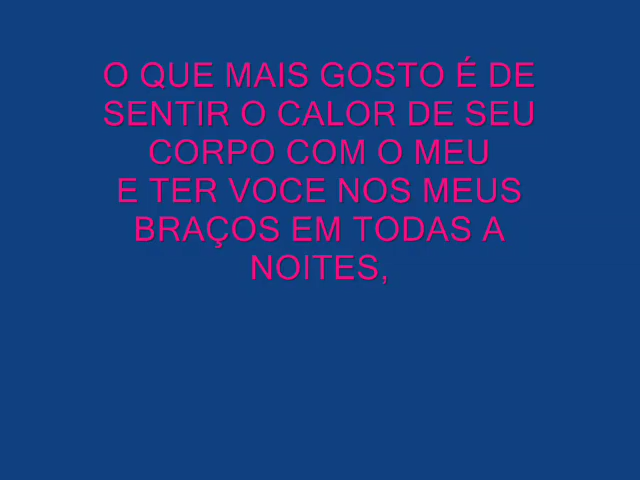 O QUE MAIS GOSTO É DE
SENTIR O CALOR DE SEU
CORPO COM O MEU
E TER VOCE NOS MEUS
BRAÇOS EM TODAS A
NOITES,